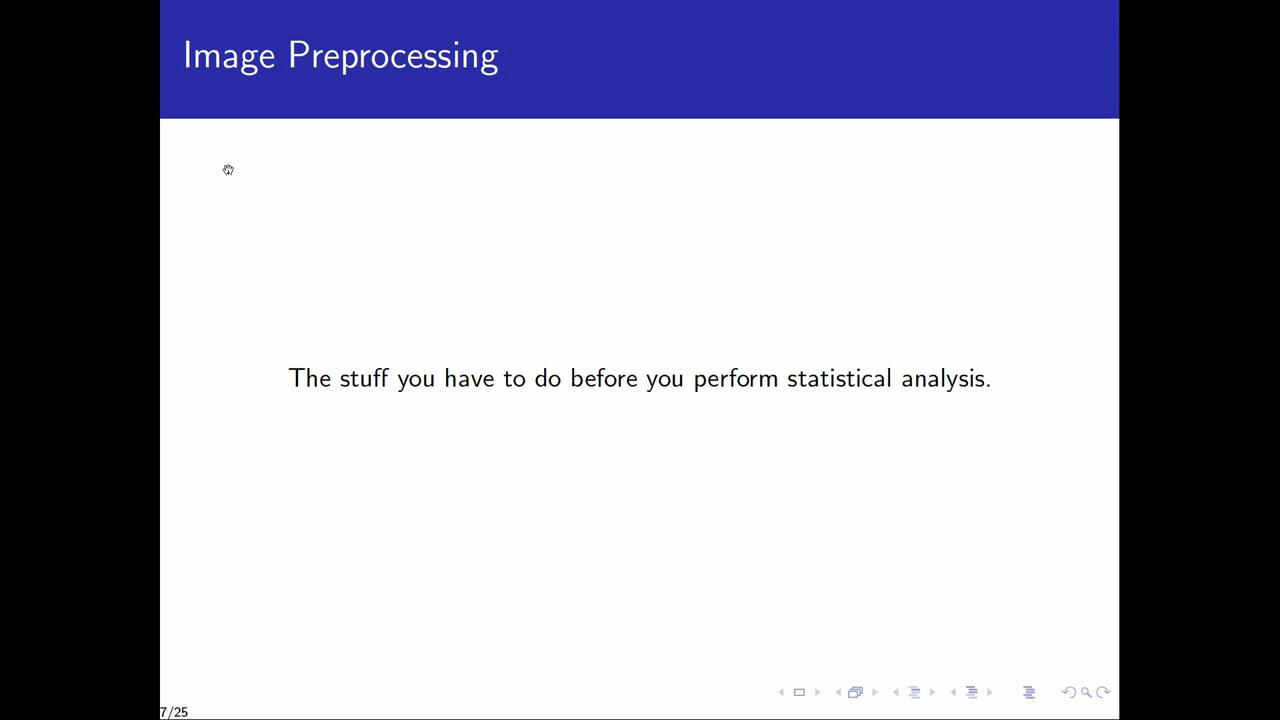 Image Preprocessing
The stuff you have to do before you perform statistical analysis.
7/25